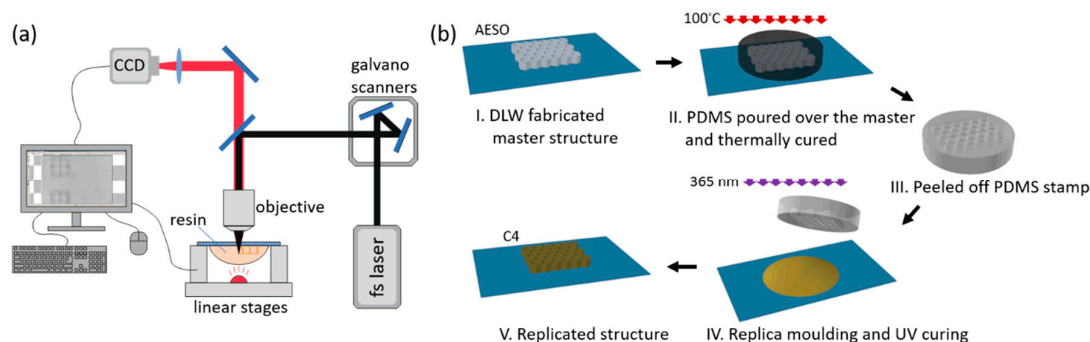 (a)
CCD
galvano
scanners
objective
resin
linear stages
fs laser
(b)
AESO
I. DLW fabricated
master structure
100°C
II. PDMS poured over the master
and thermally cured
III. Peeled off PDMS stamp
365 nm
IV. Replica moulding and UV curing
C4
V. Replicated structure